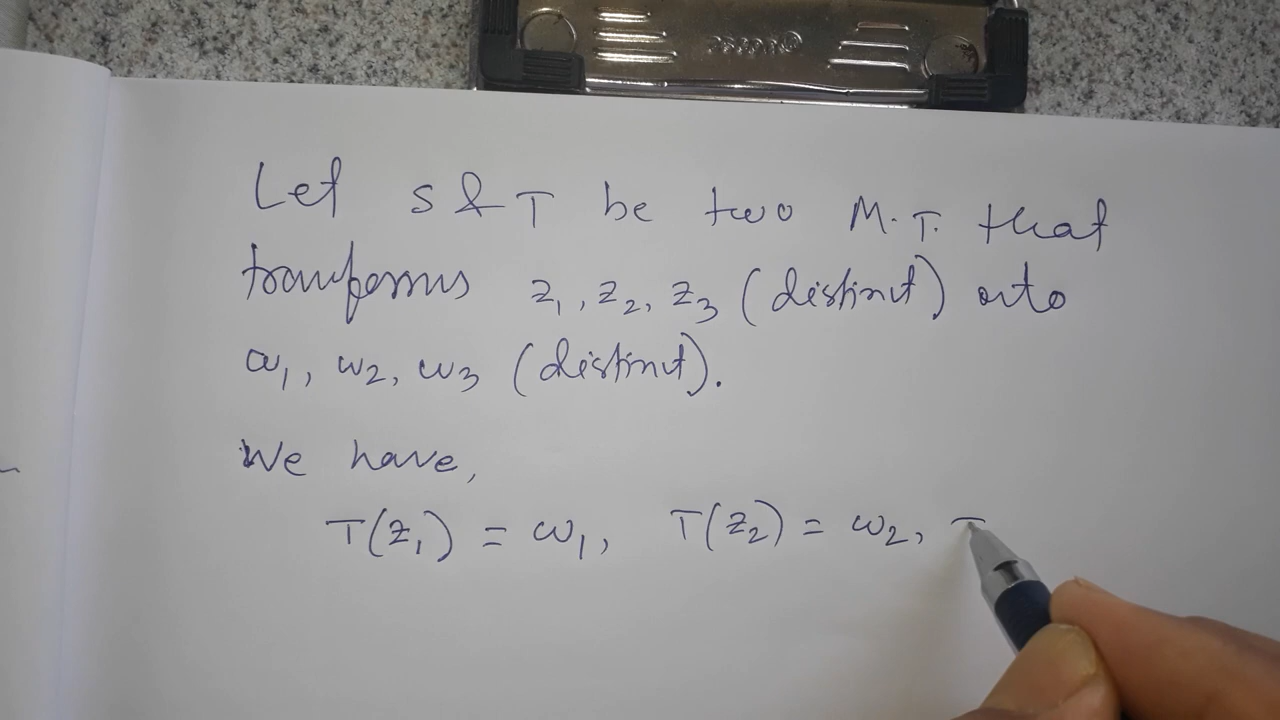 Let S & T be two M.T. that
transforms z₁, z₂, z₃ (distinct) onto
w₁, w₂, w₃ (distinct).
We have,
T(z₁) = w₁, T(z₂) = w₂, T